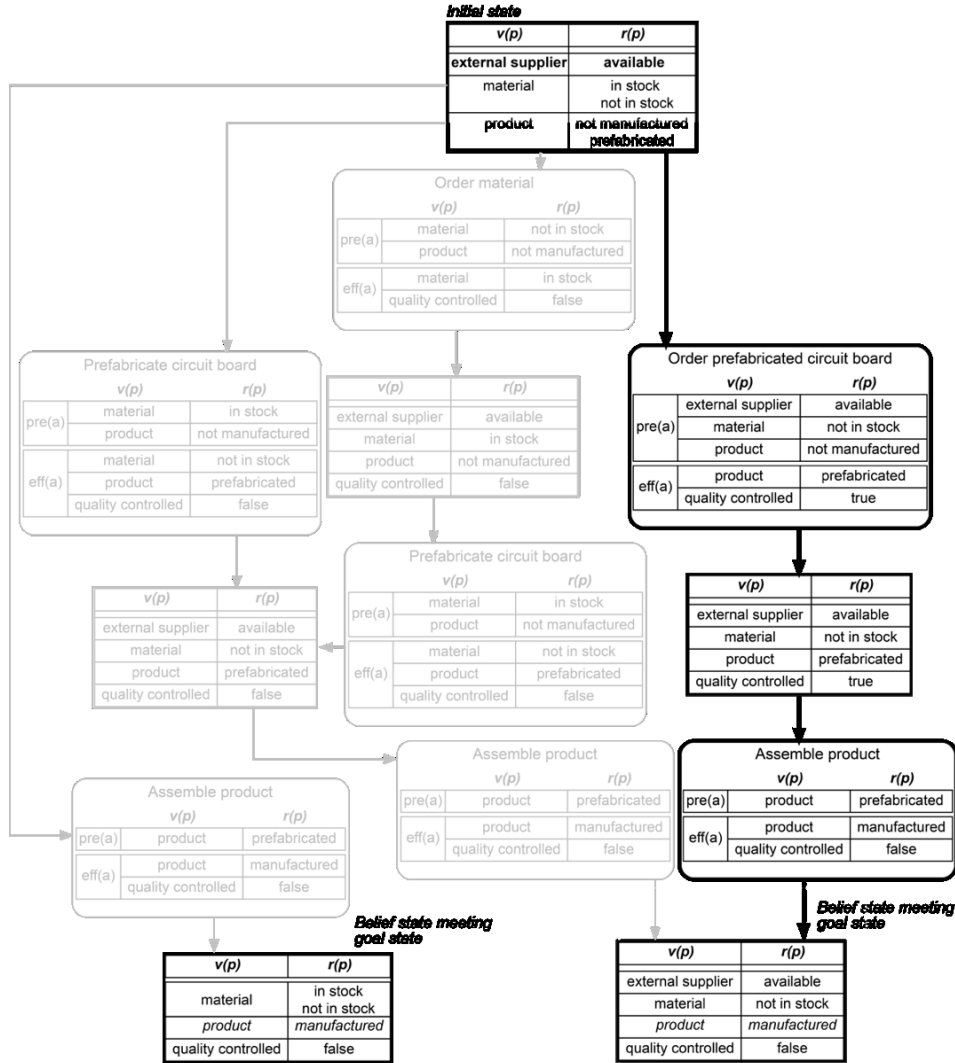 Initial state
v(p) r(p)
external supplier available
material in stock
not in stock
product not manufactured
prefabricated
Order material
v(p) r(p)
pre(a) material not in stock
product not manufactured
eff(a) material in stock
quality controlled false
Prefabricate circuit board
v(p) r(p)
pre(a) material in stock
product not manufactured
eff(a) material not in stock
product prefabricated
quality controlled false
v(p) r(p)
external supplier available
material in stock
product not manufactured
quality controlled false
Order prefabricated circuit board
v(p) r(p)
pre(a) external supplier available
material not in stock
product not manufactured
eff(a) product prefabricated
quality controlled true
Prefabricate circuit board
v(p) r(p)
pre(a) material in stock
product not manufactured
eff(a) material not in stock
product prefabricated
quality controlled false
v(p) r(p)
external supplier available
material not in stock
product prefabricated
quality controlled false
v(p) r(p)
external supplier available
material not in stock
product prefabricated
quality controlled true
Assemble product
v(p) r(p)
pre(a) product prefabricated
eff(a) product manufactured
quality controlled false
Assemble product
v(p) r(p)
pre(a) product prefabricated
eff(a) product manufactured
quality controlled false
Assemble product
v(p) r(p)
pre(a) product prefabricated
eff(a) product manufactured
quality controlled false
Belief state meeting
goal state
v(p) r(p)
material in stock
not in stock
product manufactured
quality controlled false
Belief state meeting
goal state
v(p) r(p)
external supplier available
material not in stock
product manufactured
quality controlled false